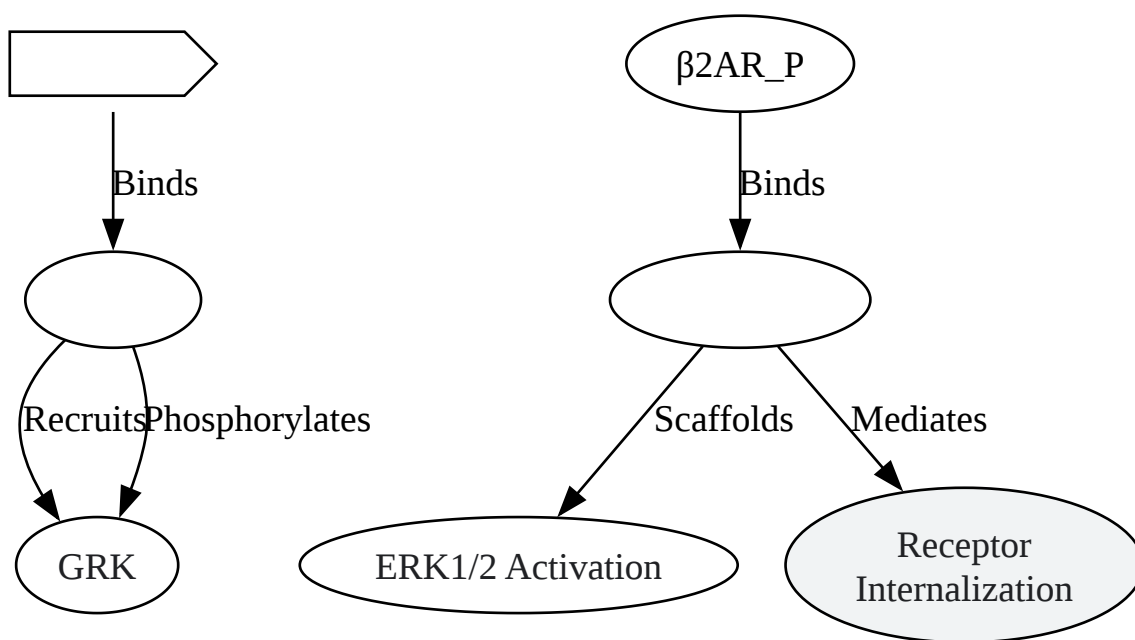 β2AR_P
Binds
Binds
Recruits
Phosphorylates
Scaffolds
Mediates
GRK
ERK1/2 Activation
Receptor
Internalization